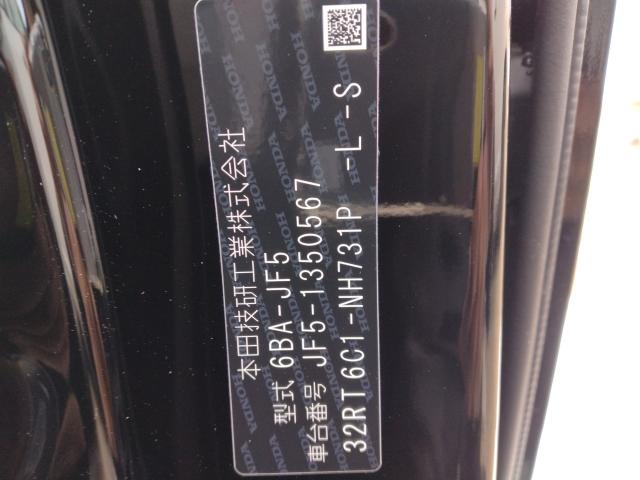 本田技研工業株式会社
型式 6BA-JF5
車台番号 JF5-1350567
32RT6C1-NH731P -L-S
HONDA